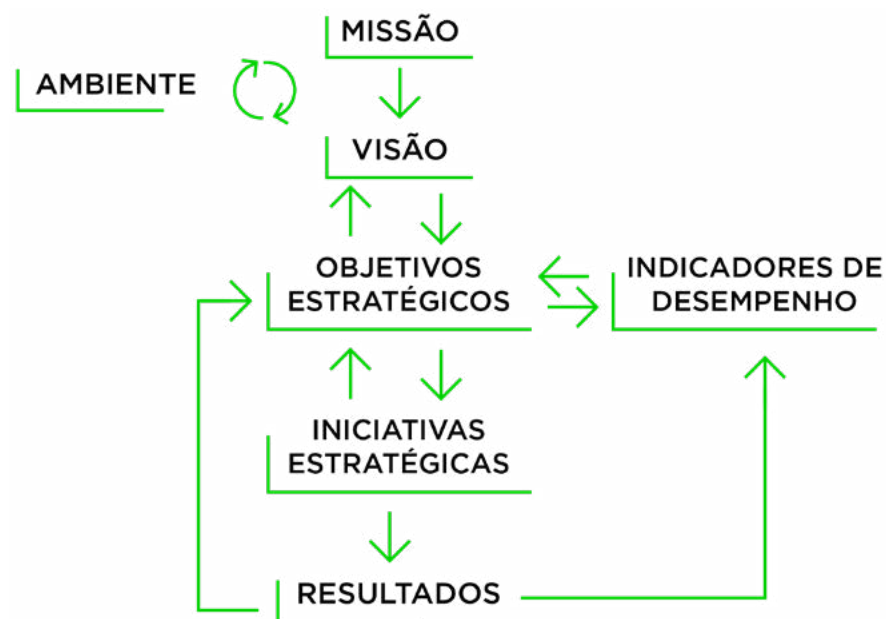 MISSÃO
AMBIENTE
VISÃO
OBJETIVOS
ESTRATÉGICOS
INDICADORES DE
DESEMPENHO
INICIATIVAS
ESTRATÉGICAS
RESULTADOS